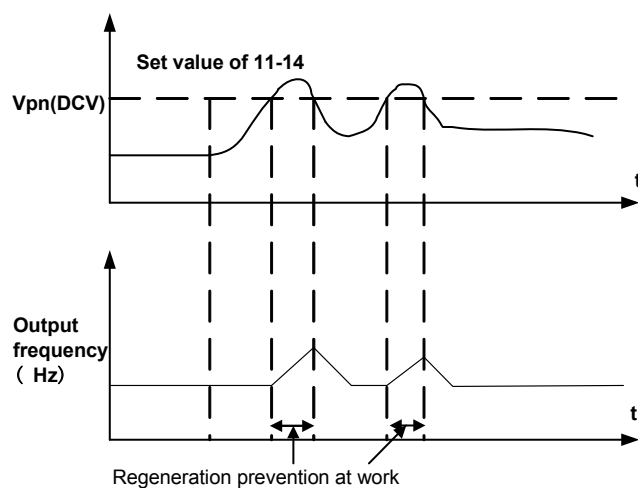 Set value of 11-14
Vpn(DCV)
t
Output
frequency
( Hz)
t
Regeneration prevention at work